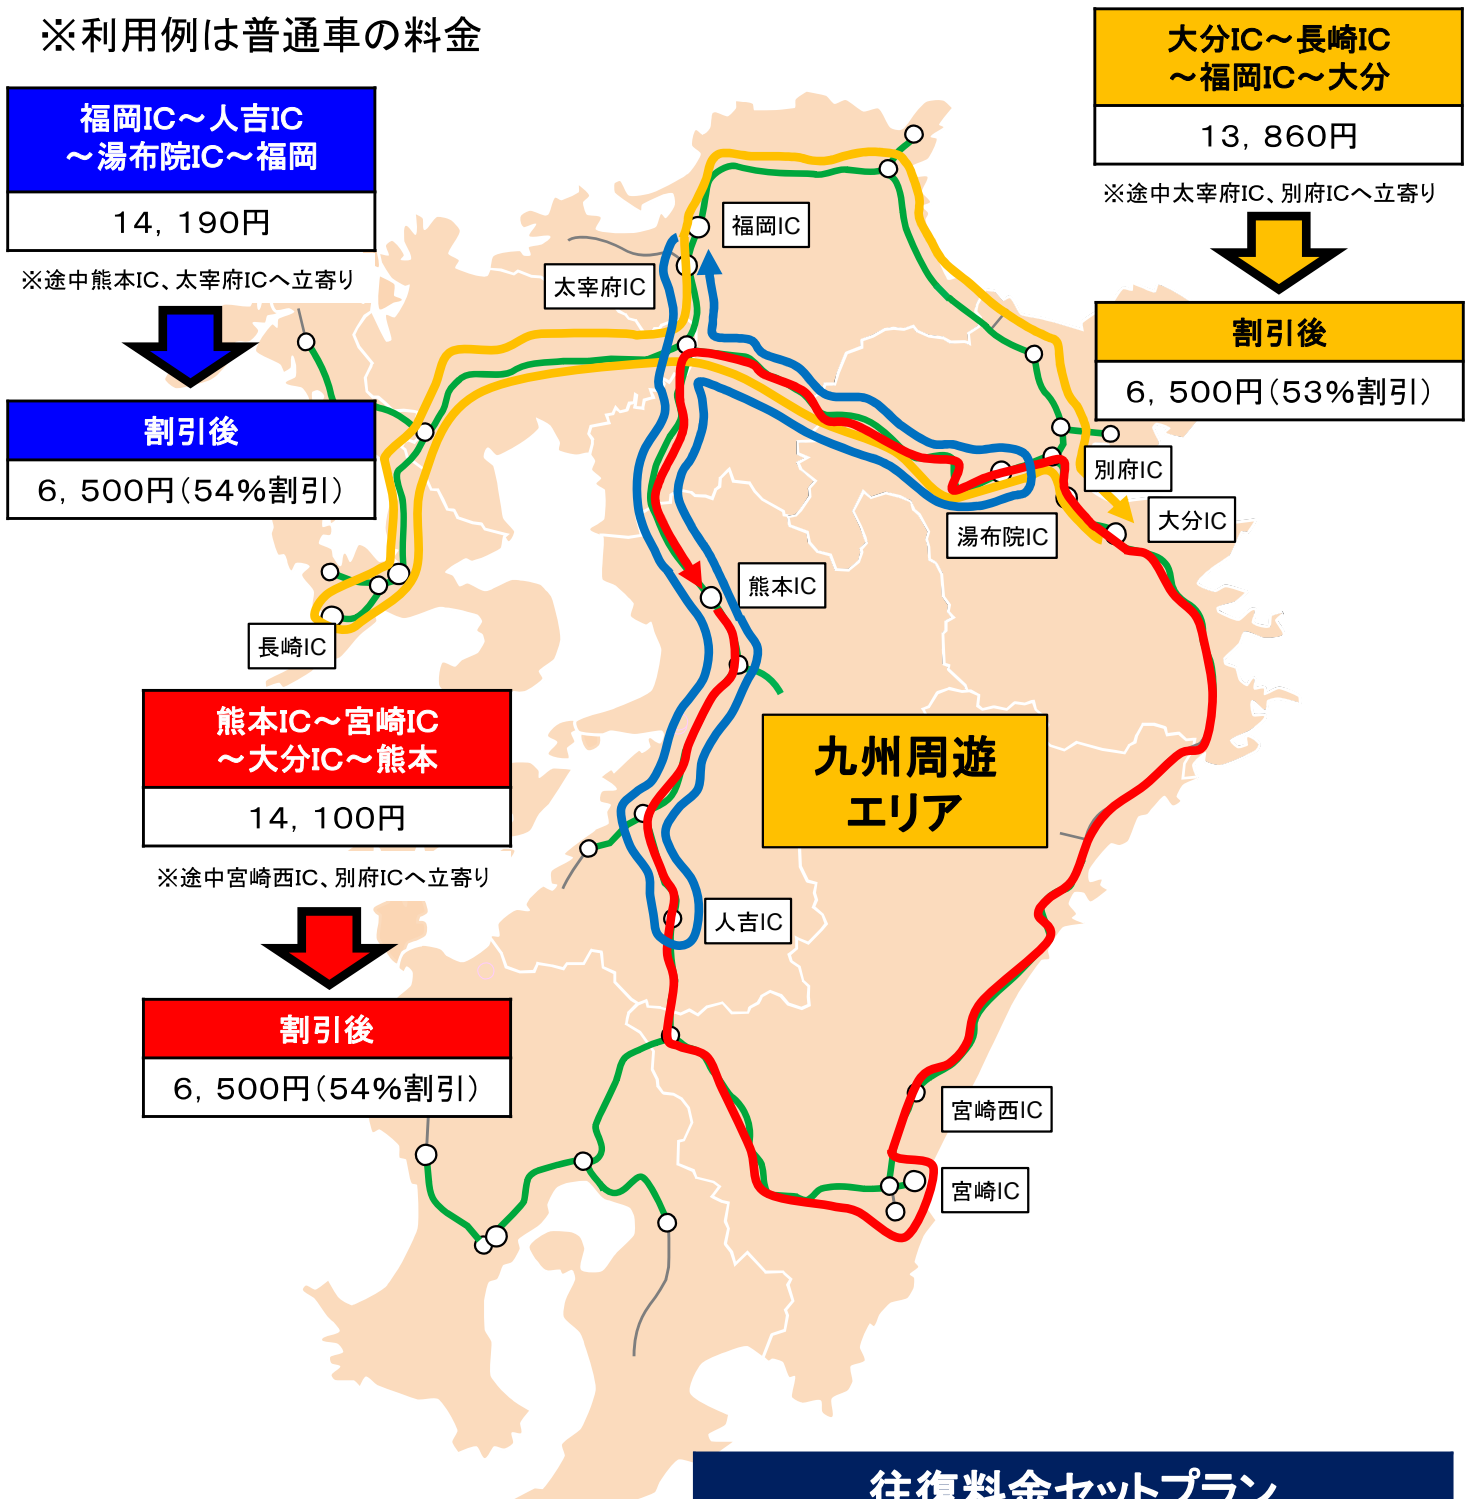 ※利用例は普通車の料金
福岡IC～人吉IC
～湯布院IC～福岡
14，190円
※途中熊本IC、太宰府ICへ立寄り
割引後
6，500円（54%割引）
大分IC～長崎IC
～福岡IC～大分
13，860円
※途中太宰府IC、別府ICへ立寄り
割引後
6，500円（53%割引）
福岡IC
太宰府IC
別府IC
大分IC
湯布院IC
熊本IC
長崎IC
熊本IC～宮崎IC
～大分IC～熊本
14，100円
※途中宮崎西IC、別府ICへ立寄り
割引後
6，500円（54%割引）
九州周遊
エリア
人吉IC
宮崎西IC
宮崎IC
往復料金セットプラン